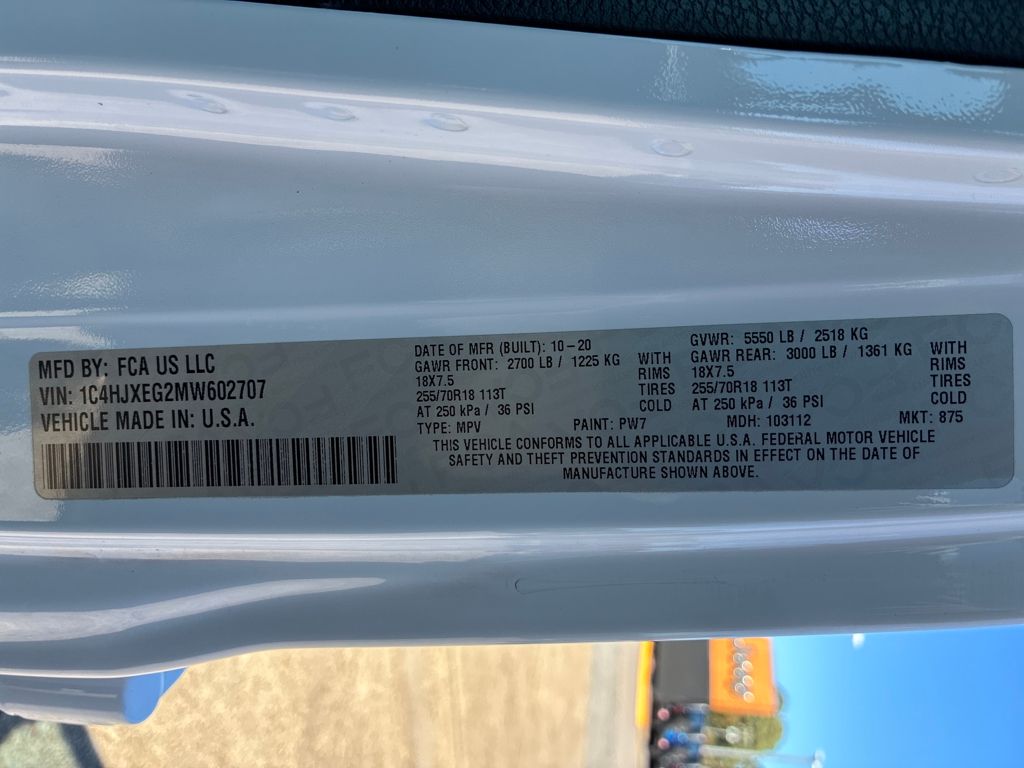 MFD BY: FCA US LLC
VIN: 1C4HJXEG2MW602707
VEHICLE MADE IN: U.S.A.
DATE OF MFR (BUILT): 10-20
GAWR FRONT: 2700 LB / 1225 KG WITH
18X7.5 RIMS
255/70R18 113T TIRES
AT 250 kPa / 36 PSI COLD
GVWR: 5550 LB / 2518 KG
GAWR REAR: 3000 LB / 1361 KG WITH
18X7.5 RIMS
255/70R18 113T TIRES
AT 250 kPa / 36 PSI COLD
TYPE: MPV PAINT: PW7 MDH: 103112 MKT: 875
THIS VEHICLE CONFORMS TO ALL APPLICABLE U.S.A. FEDERAL MOTOR VEHICLE
SAFETY AND THEFT PREVENTION STANDARDS IN EFFECT ON THE DATE OF
MANUFACTURE SHOWN ABOVE.